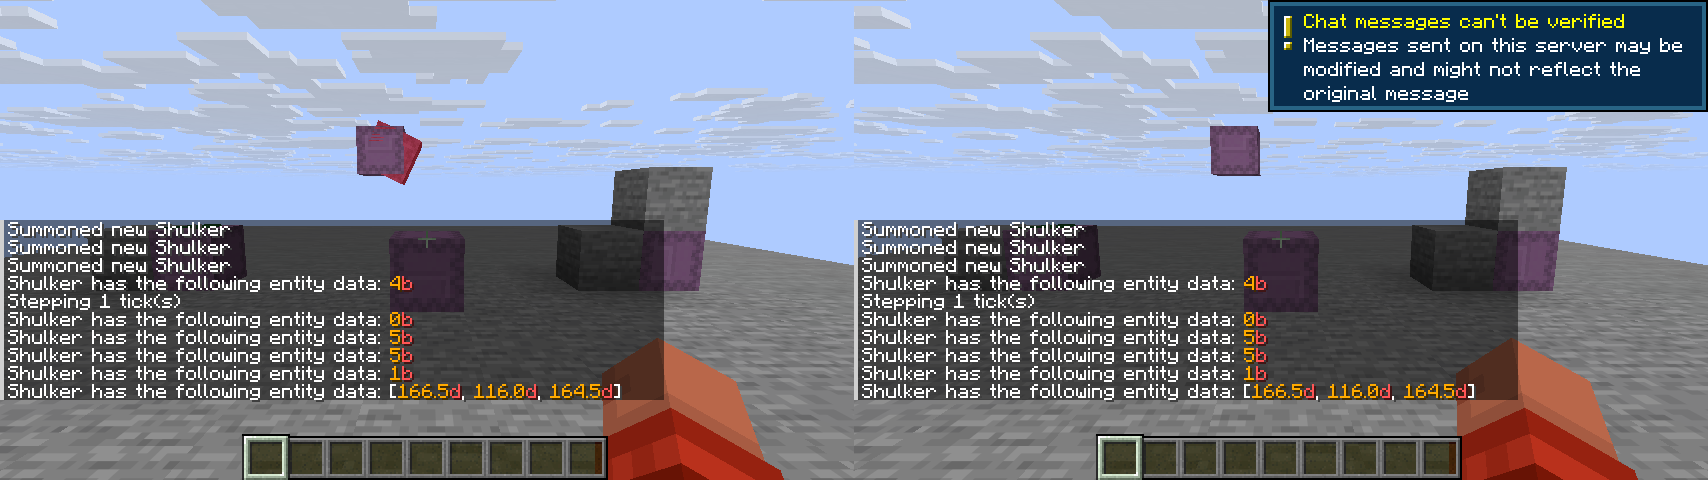 Summoned new Shulker
Summoned new Shulker
Summoned new Shulker
Shulker has the following entity data: 4b
Stepping 1 tick(s)
Shulker has the following entity data: 0b
Shulker has the following entity data: 5b
Shulker has the following entity data: 5b
Shulker has the following entity data: 1b
Shulker has the following entity data: [166.5d, 116.0d, 164.5d]
Chat messages can't be verified
Messages sent on this server may be
modified and might not reflect the
original message
Summoned new Shulker
Summoned new Shulker
Summoned new Shulker
Shulker has the following entity data: 4b
Stepping 1 tick(s)
Shulker has the following entity data: 0b
Shulker has the following entity data: 5b
Shulker has the following entity data: 5b
Shulker has the following entity data: 1b
Shulker has the following entity data: [166.5d, 116.0d, 164.5d]